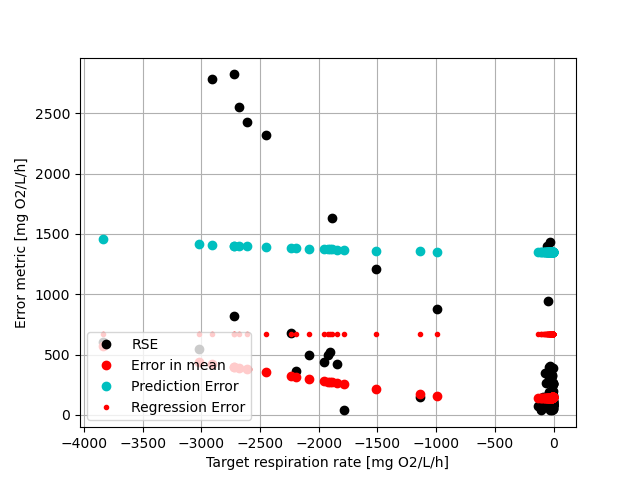 Error metric [mg O2/L/h]
2500
2000
1500
1000
500
0
RSE
Error in mean
Prediction Error
Regression Error
−4000 −3500 −3000 −2500 −2000 −1500 −1000 −500 0
Target respiration rate [mg O2/L/h]